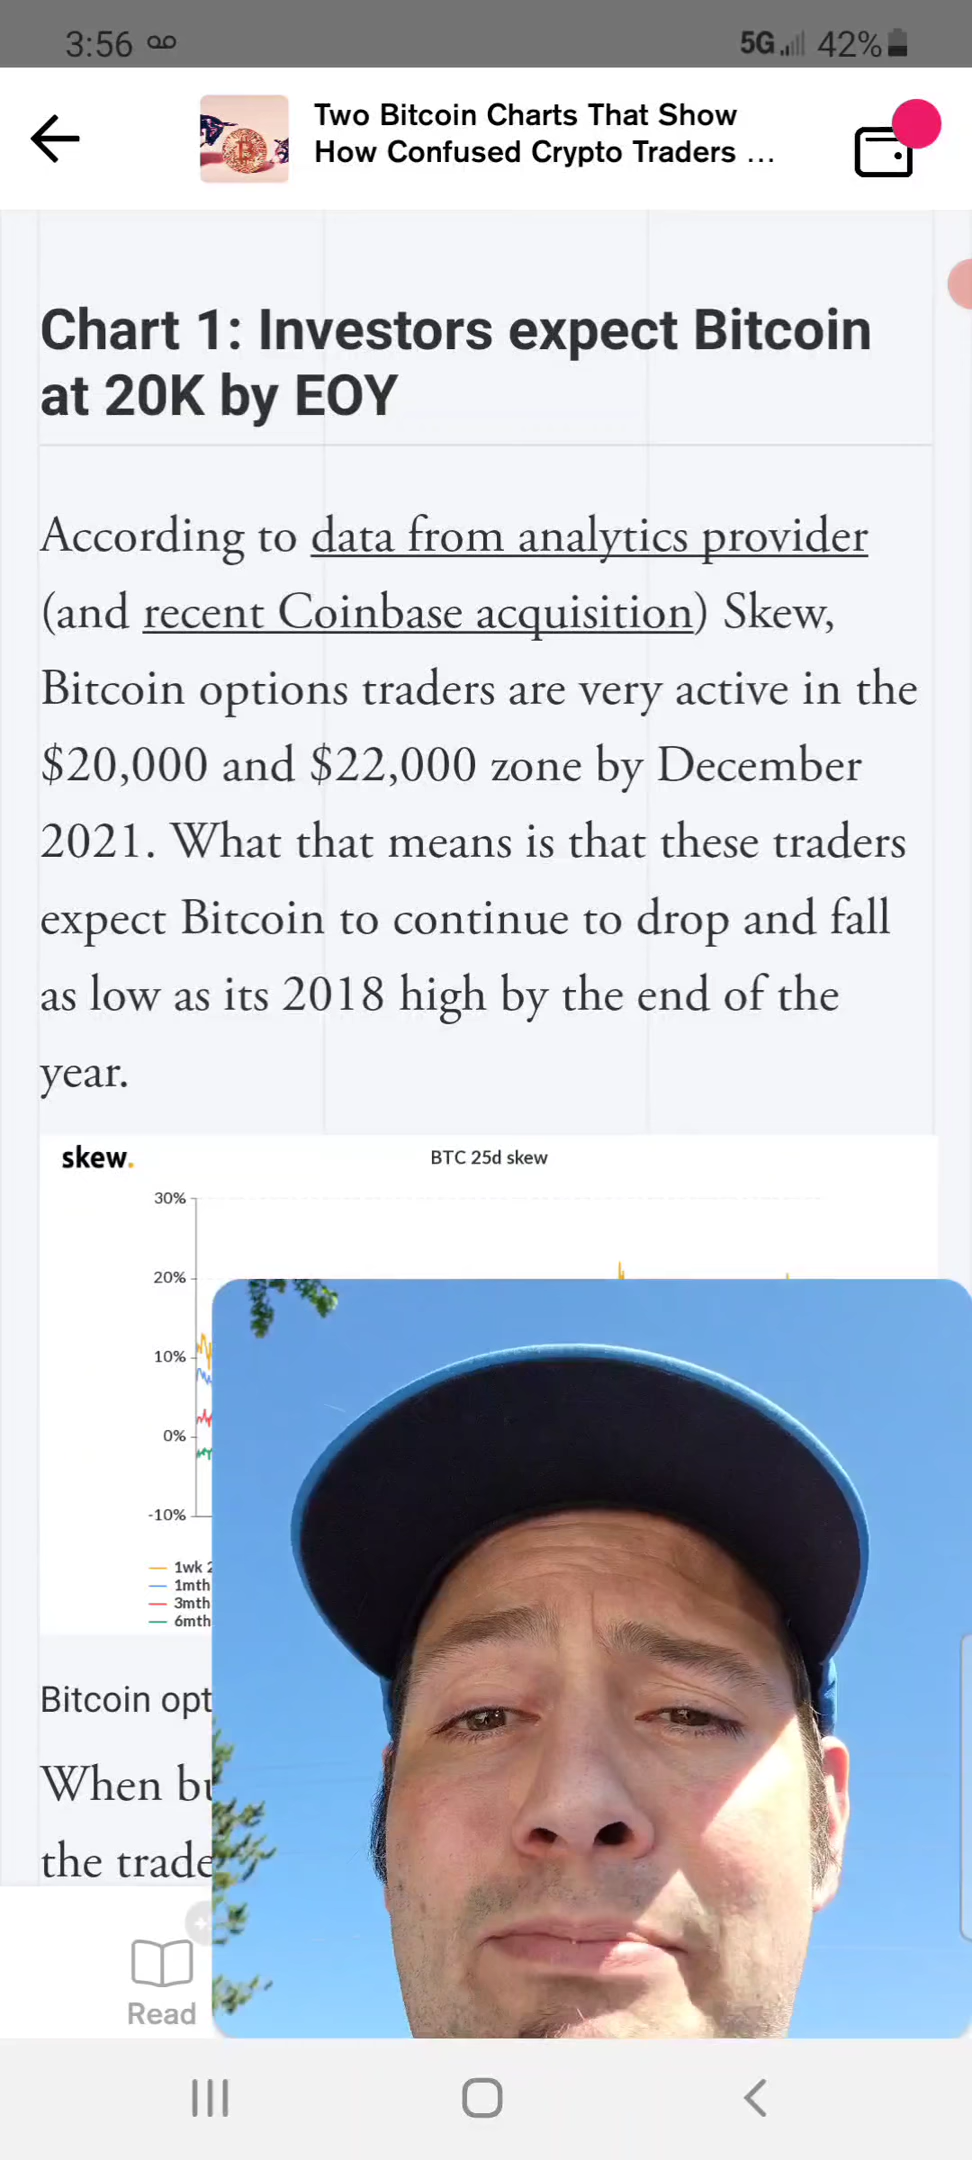 3:56
5G 42%
Two Bitcoin Charts That Show
How Confused Crypto Traders ...
Chart 1: Investors expect Bitcoin
at 20K by EOY
According to data from analytics provider
(and recent Coinbase acquisition) Skew,
Bitcoin options traders are very active in the
$20,000 and $22,000 zone by December
2021. What that means is that these traders
expect Bitcoin to continue to drop and fall
as low as its 2018 high by the end of the
year.
skew.
BTC 25d skew
30%
20%
10%
0%
-10%
1wk 2
1mth
3mth
6mth
Bitcoin opt
When bu
the trade
Read